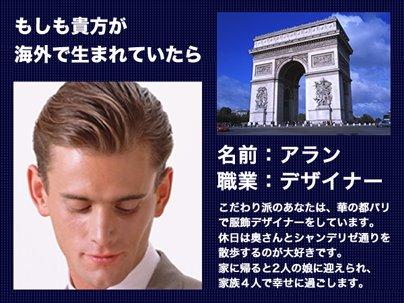 もしも貴方が
海外で生まれていたら
名前：アラン
職業：デザイナー
こだわり派のあなたは、華の都パリ
で服飾デザイナーをしています。
休日は奥さんとシャンデリゼ通りを
散歩するのが大好きです。
家に帰ると2人の娘に迎えられ、
家族４人で幸せに過ごします。